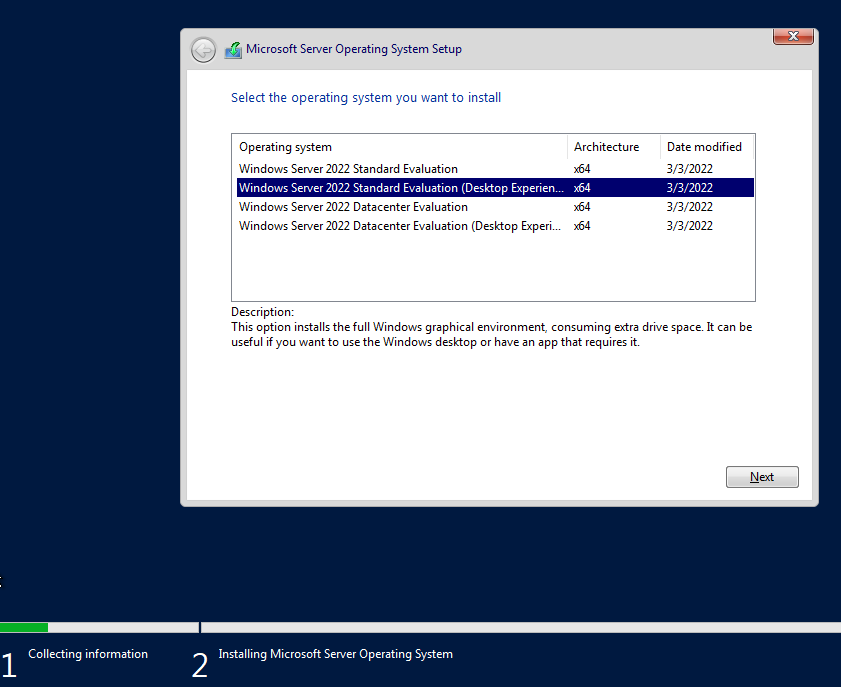 Microsoft Server Operating System Setup
Select the operating system you want to install
Operating system Architecture Date modified
Windows Server 2022 Standard Evaluation x64 3/3/2022
Windows Server 2022 Standard Evaluation (Desktop Experien... x64 3/3/2022
Windows Server 2022 Datacenter Evaluation x64 3/3/2022
Windows Server 2022 Datacenter Evaluation (Desktop Experi... x64 3/3/2022
Description:
This option installs the full Windows graphical environment, consuming extra drive space. It can be
useful if you want to use the Windows desktop or have an app that requires it.
Next
1 Collecting information 2 Installing Microsoft Server Operating System